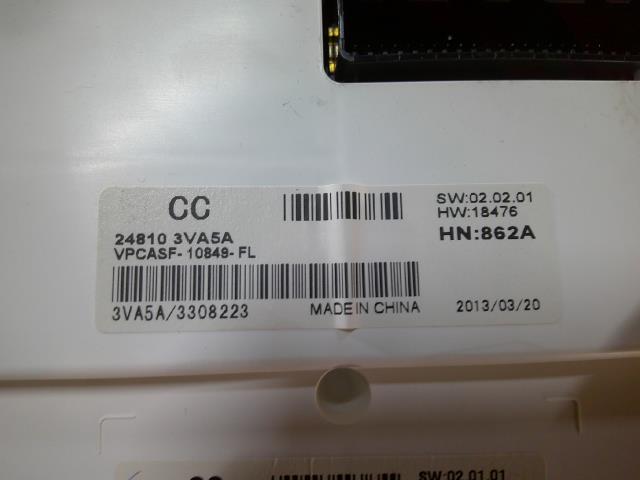 CC
SW:02.02.01
HW:18476
24810 3VA5A
HN:862A
VPCASF-10849-FL
3VA5A/3308223
MADE IN CHINA
2013/03/20
CC
SW:02.01.01